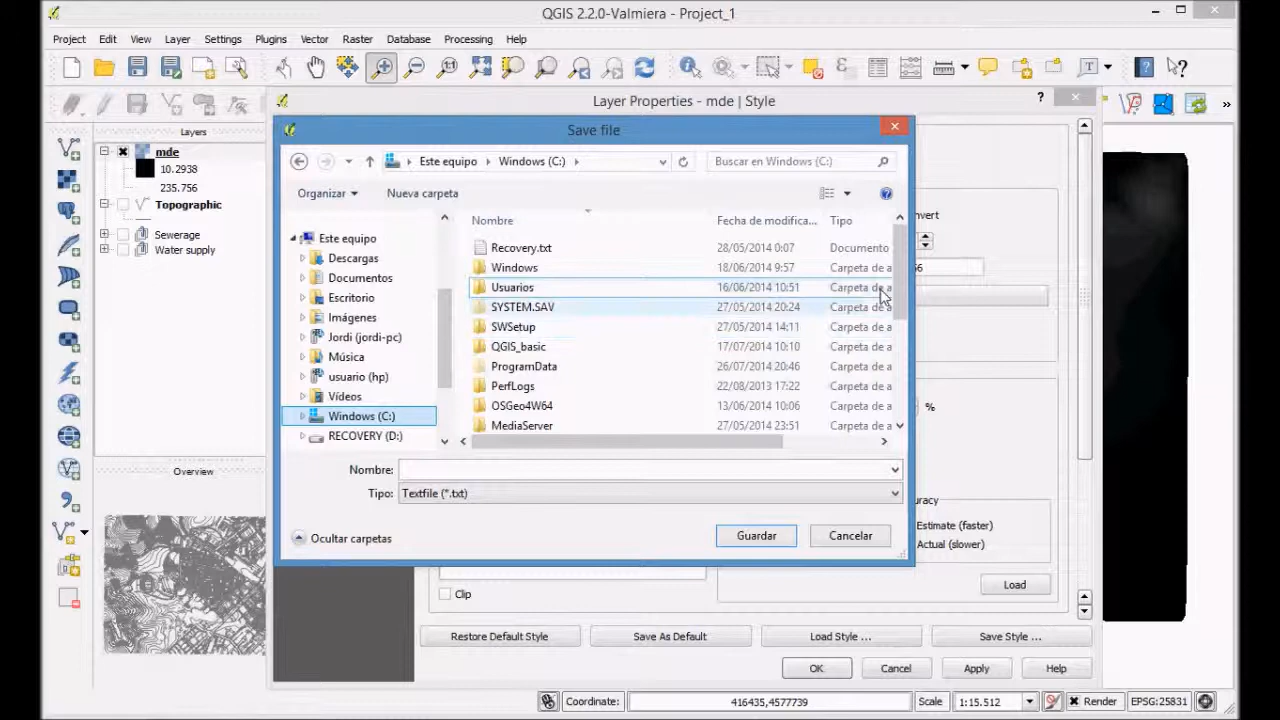 QGIS 2.2.0-Valmiera - Project_1
Project Edit View Layer Settings Plugins Vector Raster Database Processing Help
Layer Properties - mde | Style
Save file
Layers
mde
10.2938
235.756
Topographic
Sewerage
Water supply
Overview
Este equipo Windows (C:)
Buscar en Windows (C:)
Organizar Nueva carpeta
Este equipo
Descargas
Documentos
Escritorio
Imágenes
Jordi (jordi-pc)
Música
usuario (hp)
Vídeos
Windows (C:)
RECOVERY (D:)
Nombre Fecha de modifica... Tipo
Recovery.txt 28/05/2014 0:07 Documento
Windows 18/06/2014 9:57 Carpeta de a
Usuarios 16/06/2014 10:51 Carpeta de a
SYSTEM.SAV 27/05/2014 20:24 Carpeta de a
SWSetup 27/05/2014 14:11 Carpeta de a
QGIS_basic 17/07/2014 10:10 Carpeta de a
ProgramData 26/07/2014 20:46 Carpeta de a
PerfLogs 22/08/2013 17:22 Carpeta de a
OSGeo4W64 13/06/2014 10:06 Carpeta de a
MediaServer 27/05/2014 23:51 Carpeta de a
Nombre:
Tipo: Textfile (*.txt)
Ocultar carpetas
Guardar Cancelar
%
Estimate (faster)
Actual (slower)
Load
Clip
Restore Default Style Save As Default Load Style ... Save Style ...
OK Cancel Apply Help
Coordinate: 416435,4577739 Scale 1:15.512 Render EPSG:25831